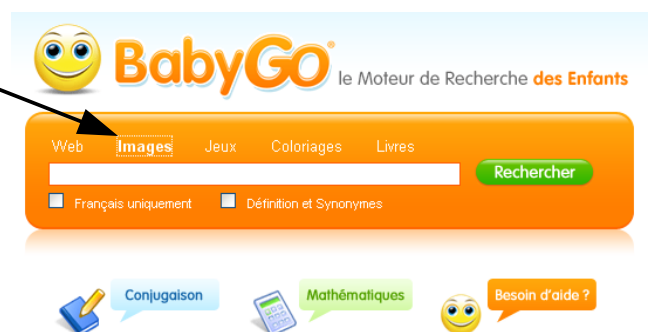 BabyGO® le Moteur de Recherche des Enfants
Web Images Jeux Coloriages Livres
Rechercher
Français uniquement Définition et Synonymes
Conjugaison Mathématiques Besoin d'aide ?